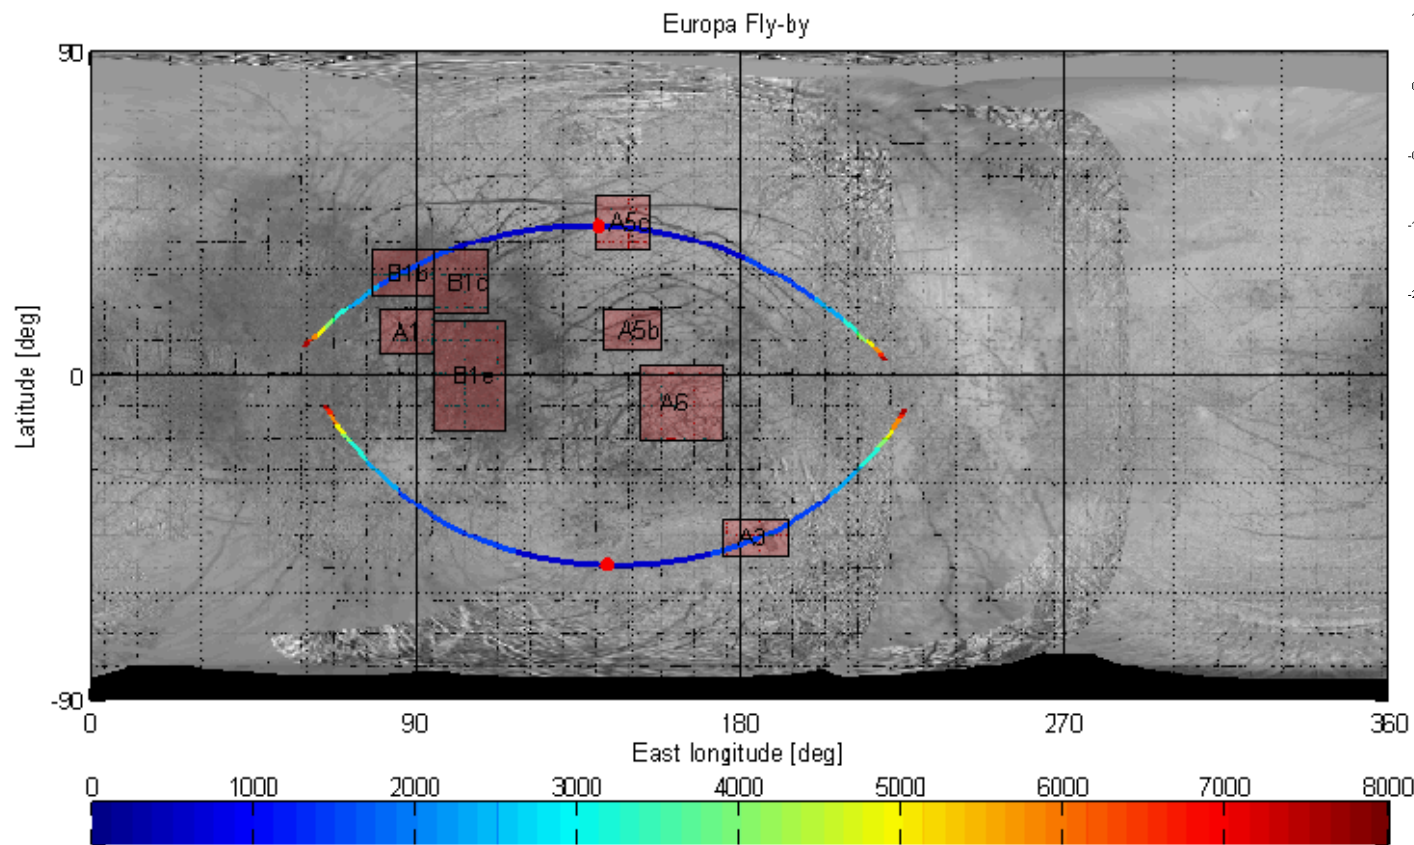 Europa Fly-by
90
A5c
B1b
B1c
A1
A5b
Latitude [deg]
0
B1e
A6
A3
-90
0 90 180 270 360
East longitude [deg]
0 1000 2000 3000 4000 5000 6000 7000 8000